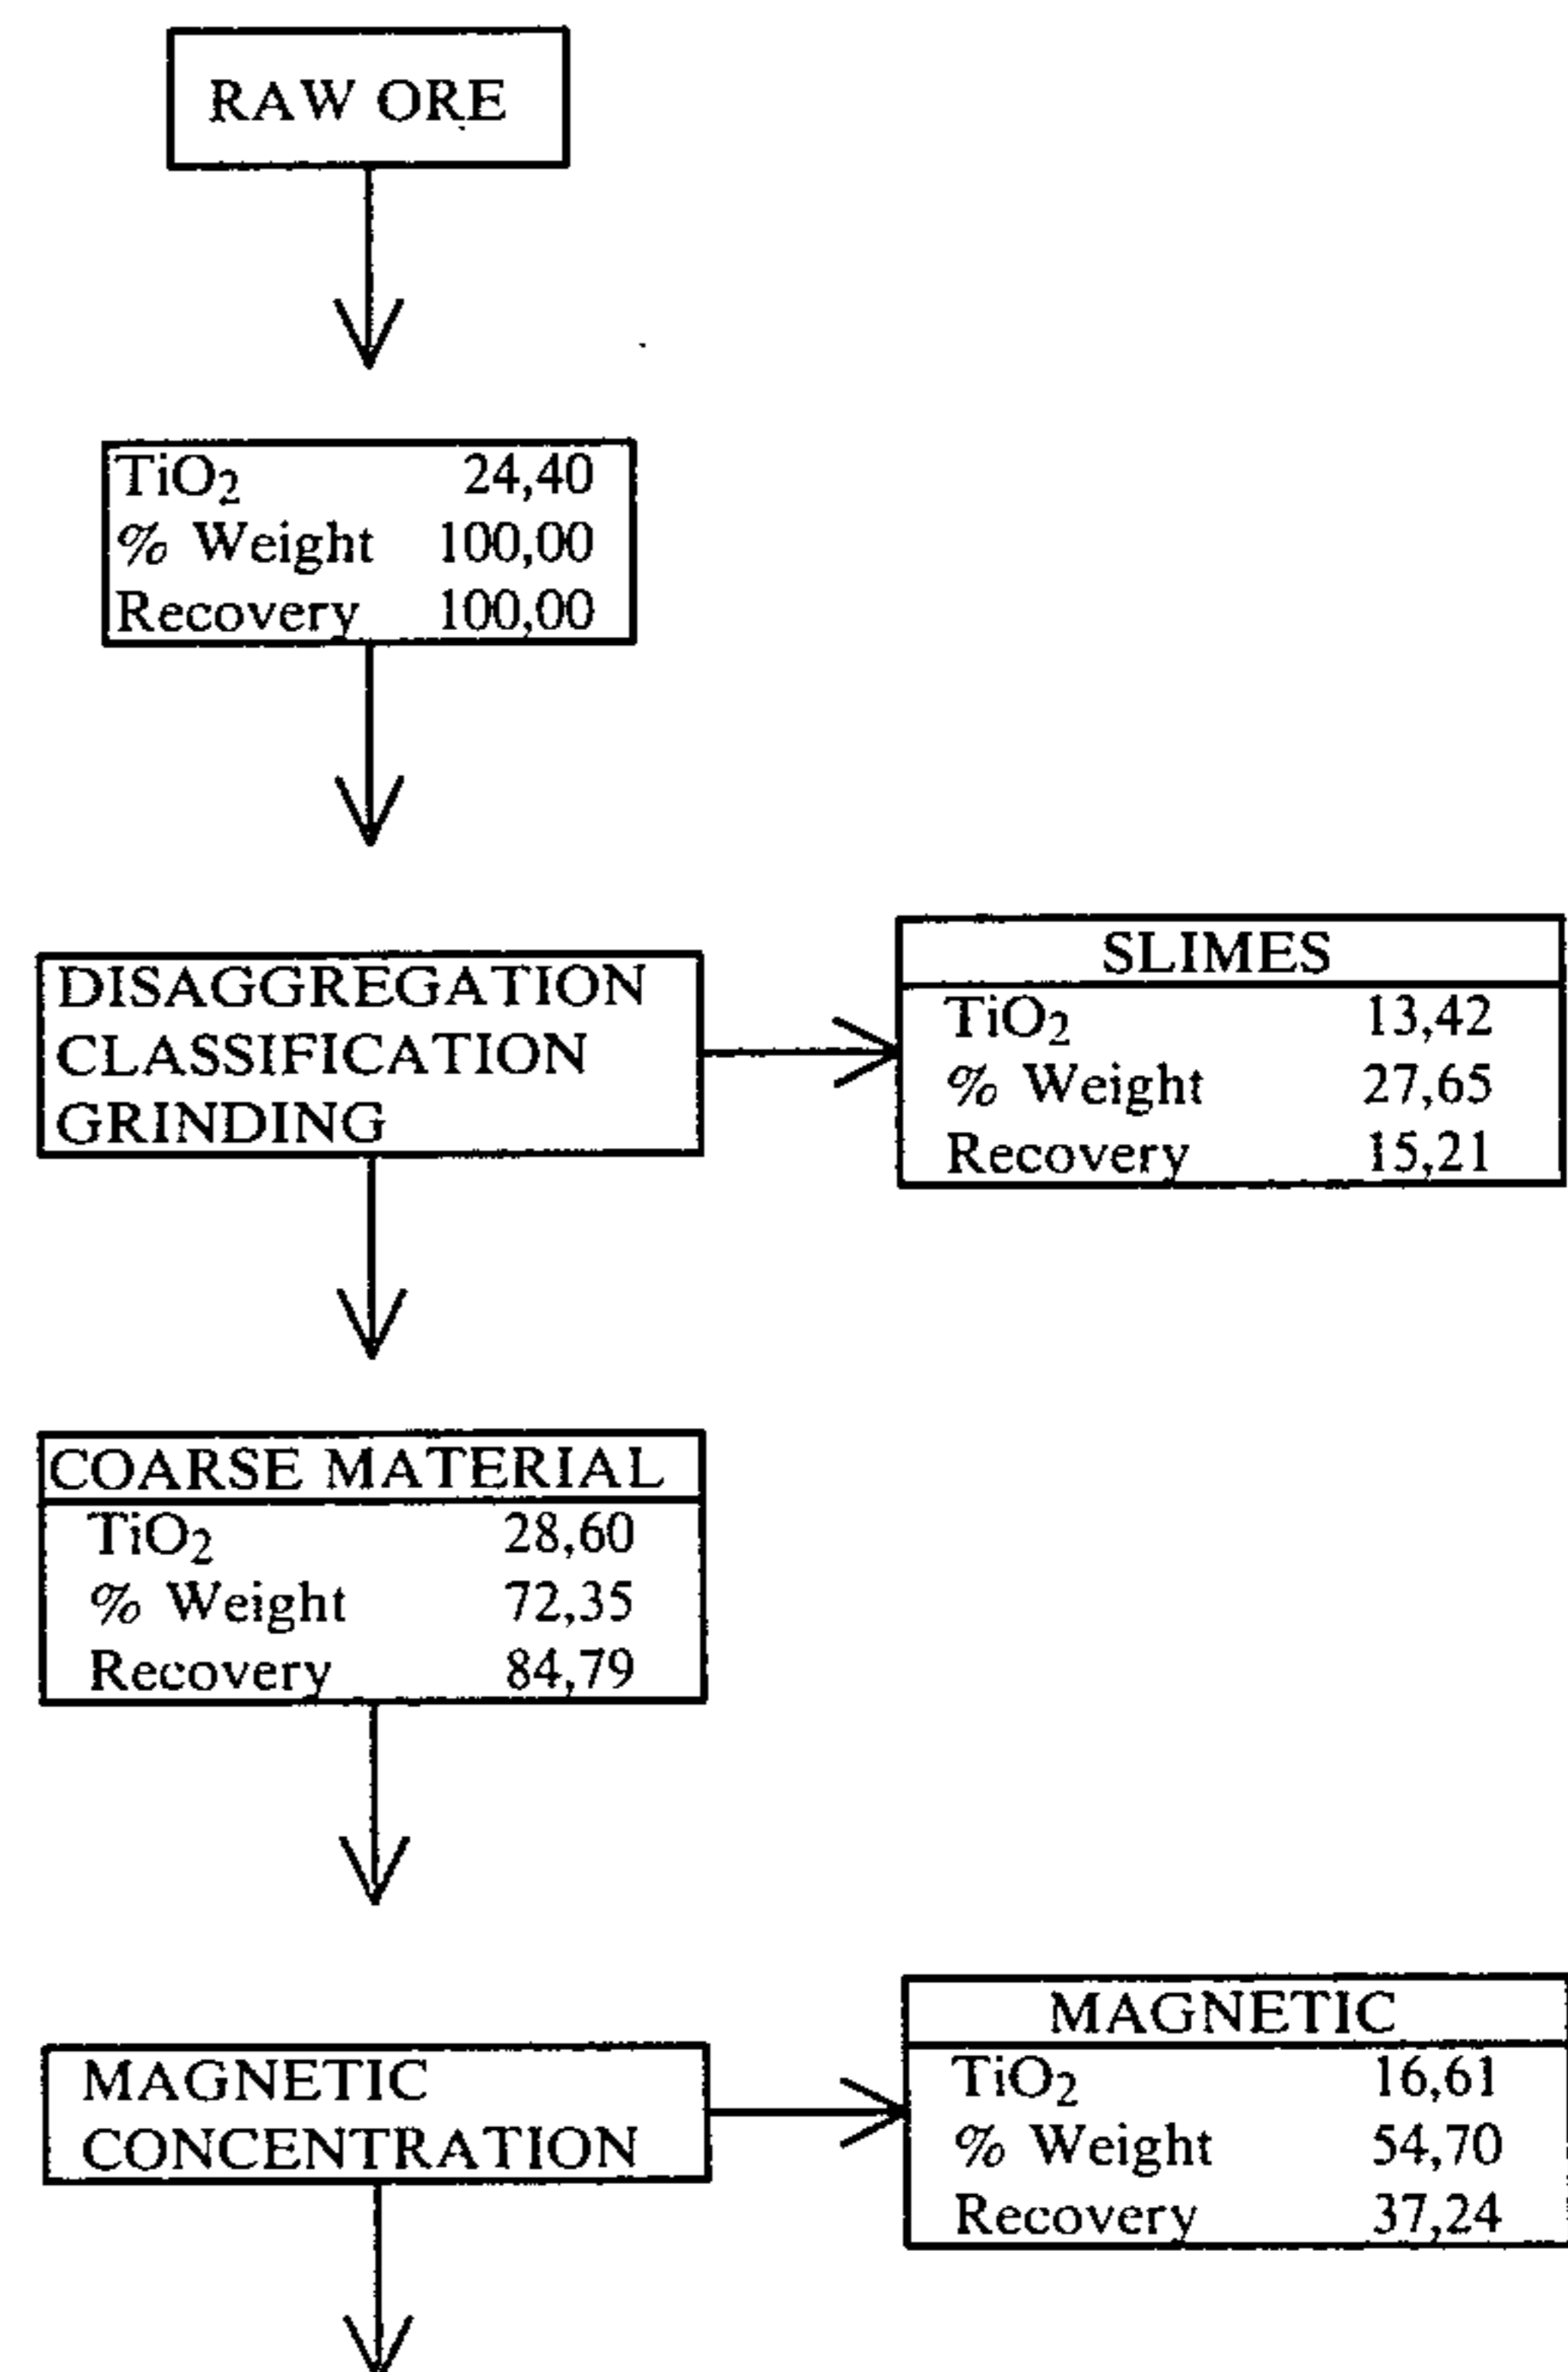 RAW ORE
TiO₂ 24,40
% Weight 100,00
Recovery 100,00
DISAGGREGATION
CLASSIFICATION
GRINDING
SLIMES
TiO₂ 13,42
% Weight 27,65
Recovery 15,21
COARSE MATERIAL
TiO₂ 28,60
% Weight 72,35
Recovery 84,79
MAGNETIC
CONCENTRATION
MAGNETIC
TiO₂ 16,61
% Weight 54,70
Recovery 37,24